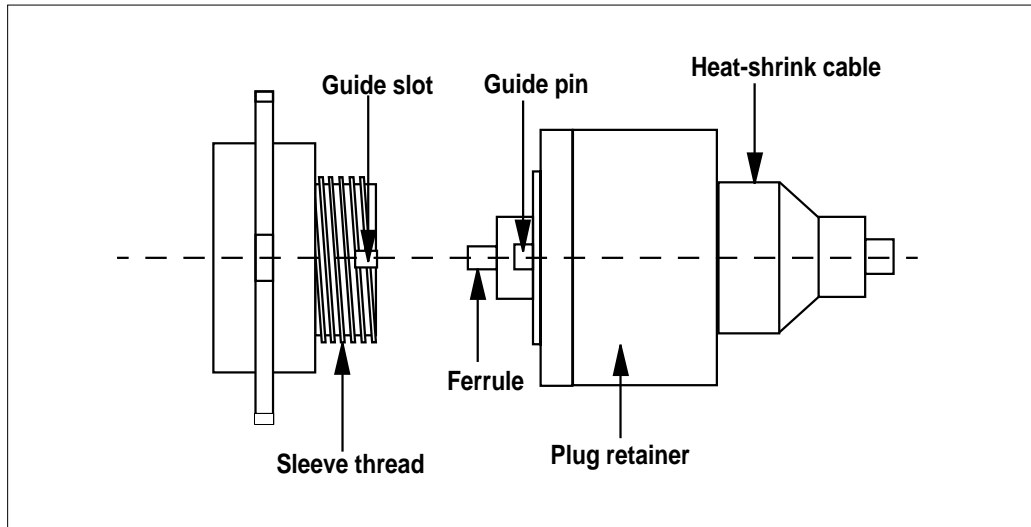 Heat-shrink cable
Guide slot
Guide pin
Ferrule
Plug retainer
Sleeve thread